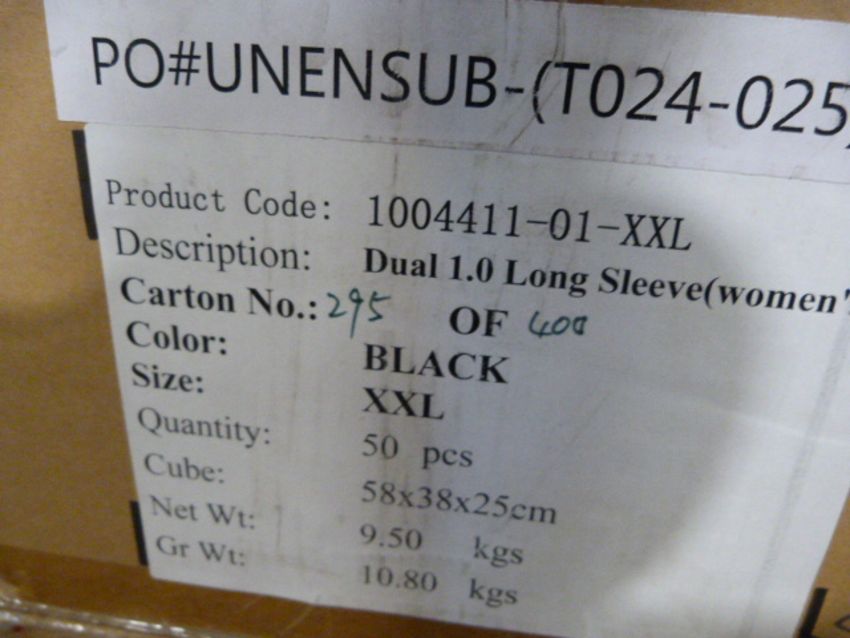 PO#UNENSUB-(T024-025)
Product Code: 1004411-01-XXL
Description: Dual 1.0 Long Sleeve(women'
Carton No.: 295 OF 400
Color: BLACK
Size: XXL
Quantity: 50 pcs
Cube: 58x38x25cm
Net Wt: 9.50 kgs
Gr Wt: 10.80 kgs